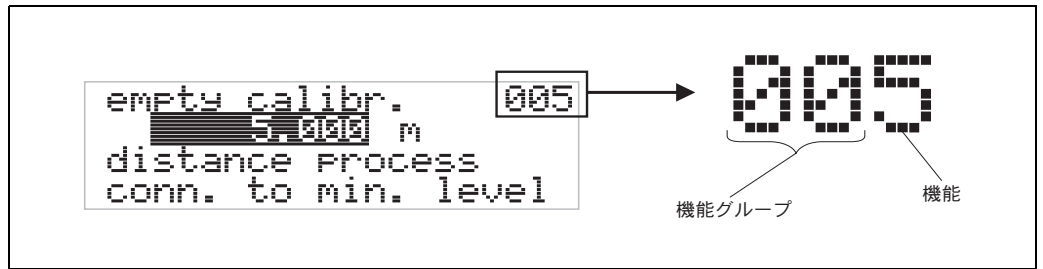 empty calibr. 005
5.000 m
distance process
conn. to min. level
005
機能グループ
機能